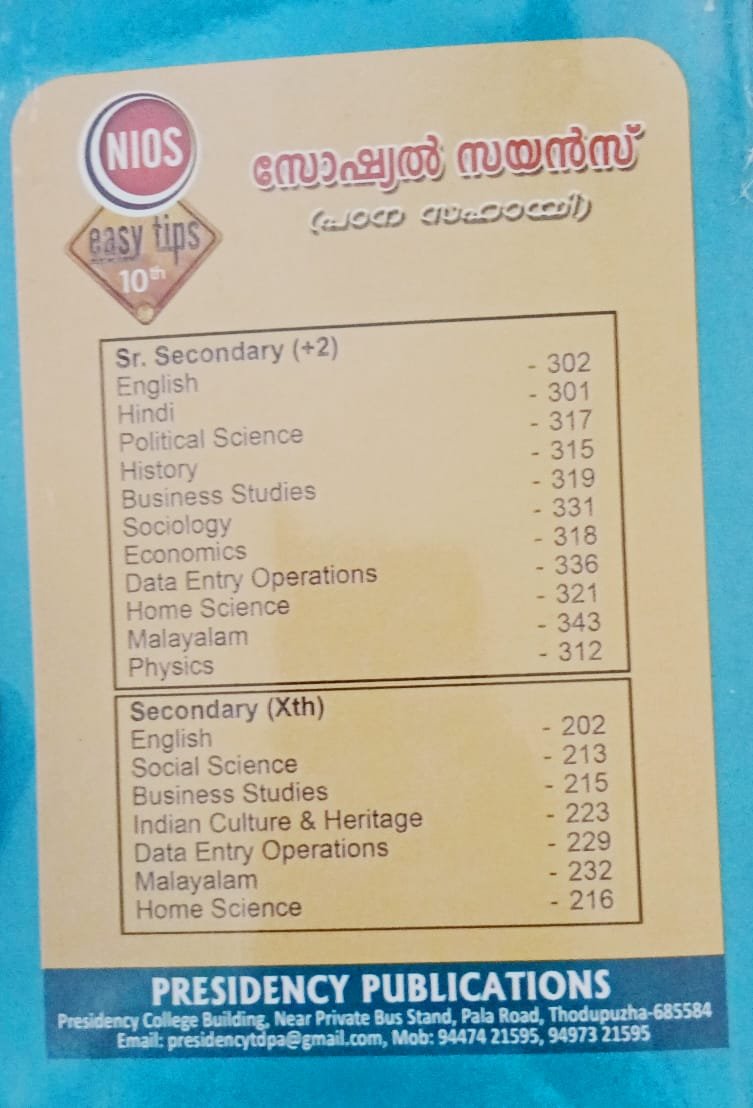 NIOS
easy tips
10th
സോഷ്യൽ സയൻസ്
(പഠന സഹായി)
Sr. Secondary (+2)
English - 302
Hindi - 301
Political Science - 317
History - 315
Business Studies - 319
Sociology - 331
Economics - 318
Data Entry Operations - 336
Home Science - 321
Malayalam - 343
Physics - 312
Secondary (Xth)
English - 202
Social Science - 213
Business Studies - 215
Indian Culture & Heritage - 223
Data Entry Operations - 229
Malayalam - 232
Home Science - 216
PRESIDENCY PUBLICATIONS
Presidency College Building, Near Private Bus Stand, Pala Road, Thodupuzha-685584
Email: presidencytdpa@gmail.com, Mob: 94474 21595, 94973 21595